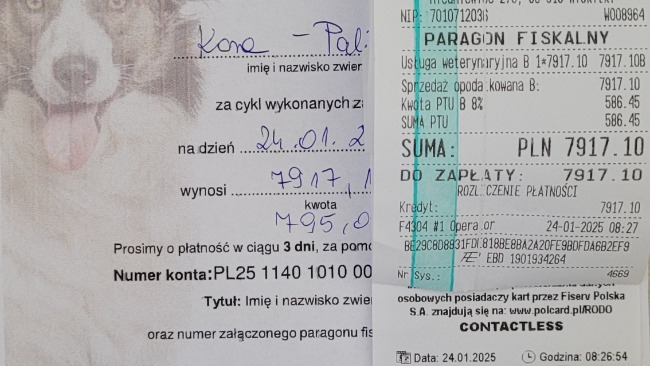 Kora - Pal
imię i nazwisko zwier
za cykl wykonanych za
na dzień 24.01.2
wynosi 7917,1
kwota
795,0
Prosimy o płatność w ciągu 3 dni, za pomo
Numer konta:PL25 1140 1010 00
Tytuł: Imię i nazwisko zwier
oraz numer załączonego paragonu fis
NIP: 7010712036 W008964
PARAGON FISKALNY
Usługa weterynaryjna B 1*7917.10 7917.10B
Sprzedaż opodatkowana B: 7917.10
Kwota PTU B 8% 586.45
SUMA PTU 586.45
SUMA: PLN 7917.10
DO ZAPŁATY: 7917.10
ROZLICZENIE PŁATNOŚCI
Kredyt: 7917.10
F4304 #1 Operator 24-01-2025 08:27
EBD 1901934264
Nr Sys.: 4669
osobowych posiadaczy kart przez Fiserv Polska
S.A. znajdują się na: www.polcard.pl/RODO
CONTACTLESS
Data: 24.01.2025 Godzina: 08:26:54